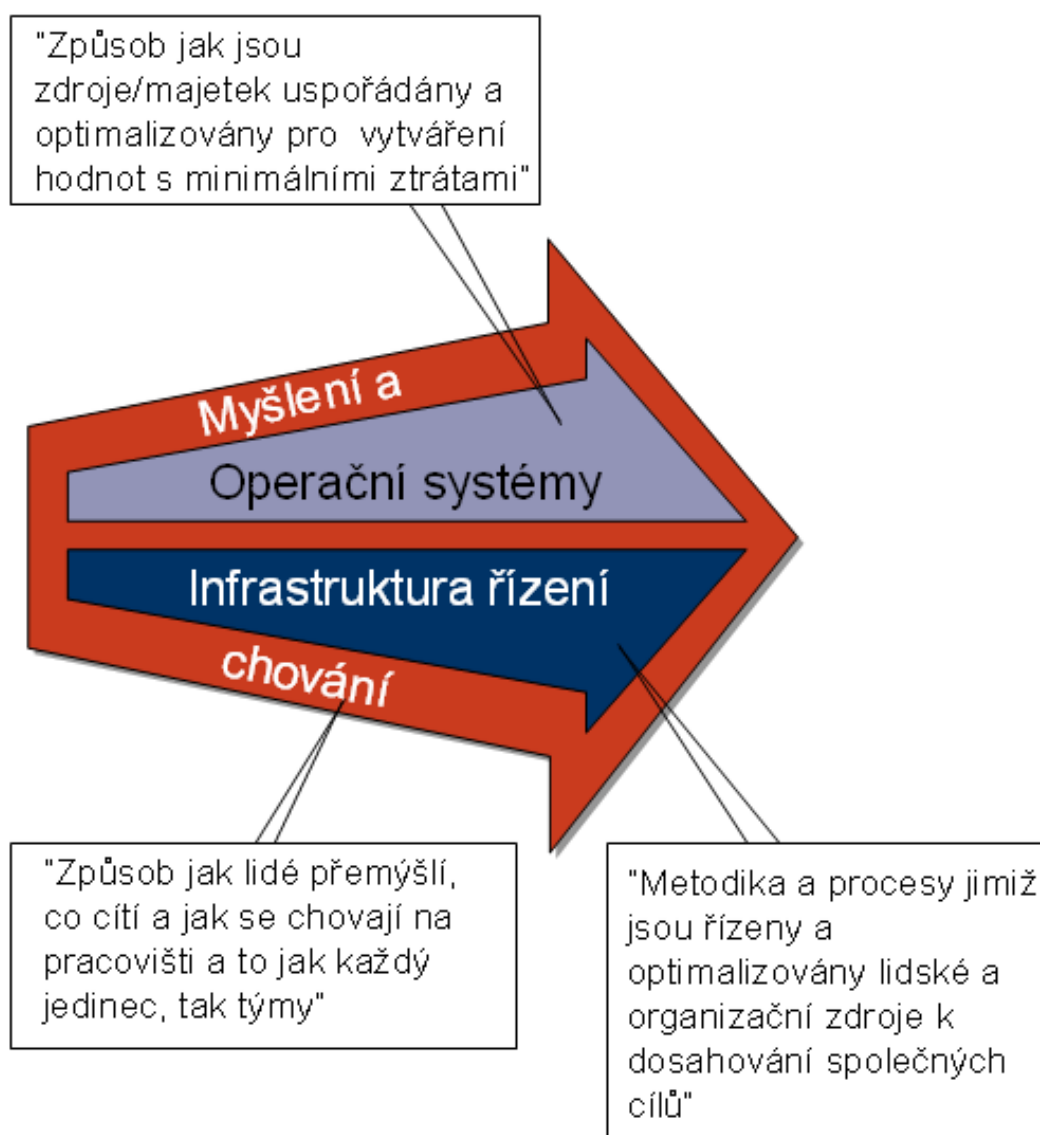 "Způsob jak jsou
zdroje/majetek uspořádány a
optimalizovány pro  vytváření
hodnot s minimálními ztrátami"
Myšlení a
Operační systémy
Infrastruktura řízení
chování
"Způsob jak lidé přemýšlí,
co cítí a jak se chovají na
pracovišti a to jak každý
jedinec, tak týmy"
"Metodika a procesy jimiž
jsou řízeny a
optimalizovány lidské a
organizační zdroje k
dosahování společných
cílů"